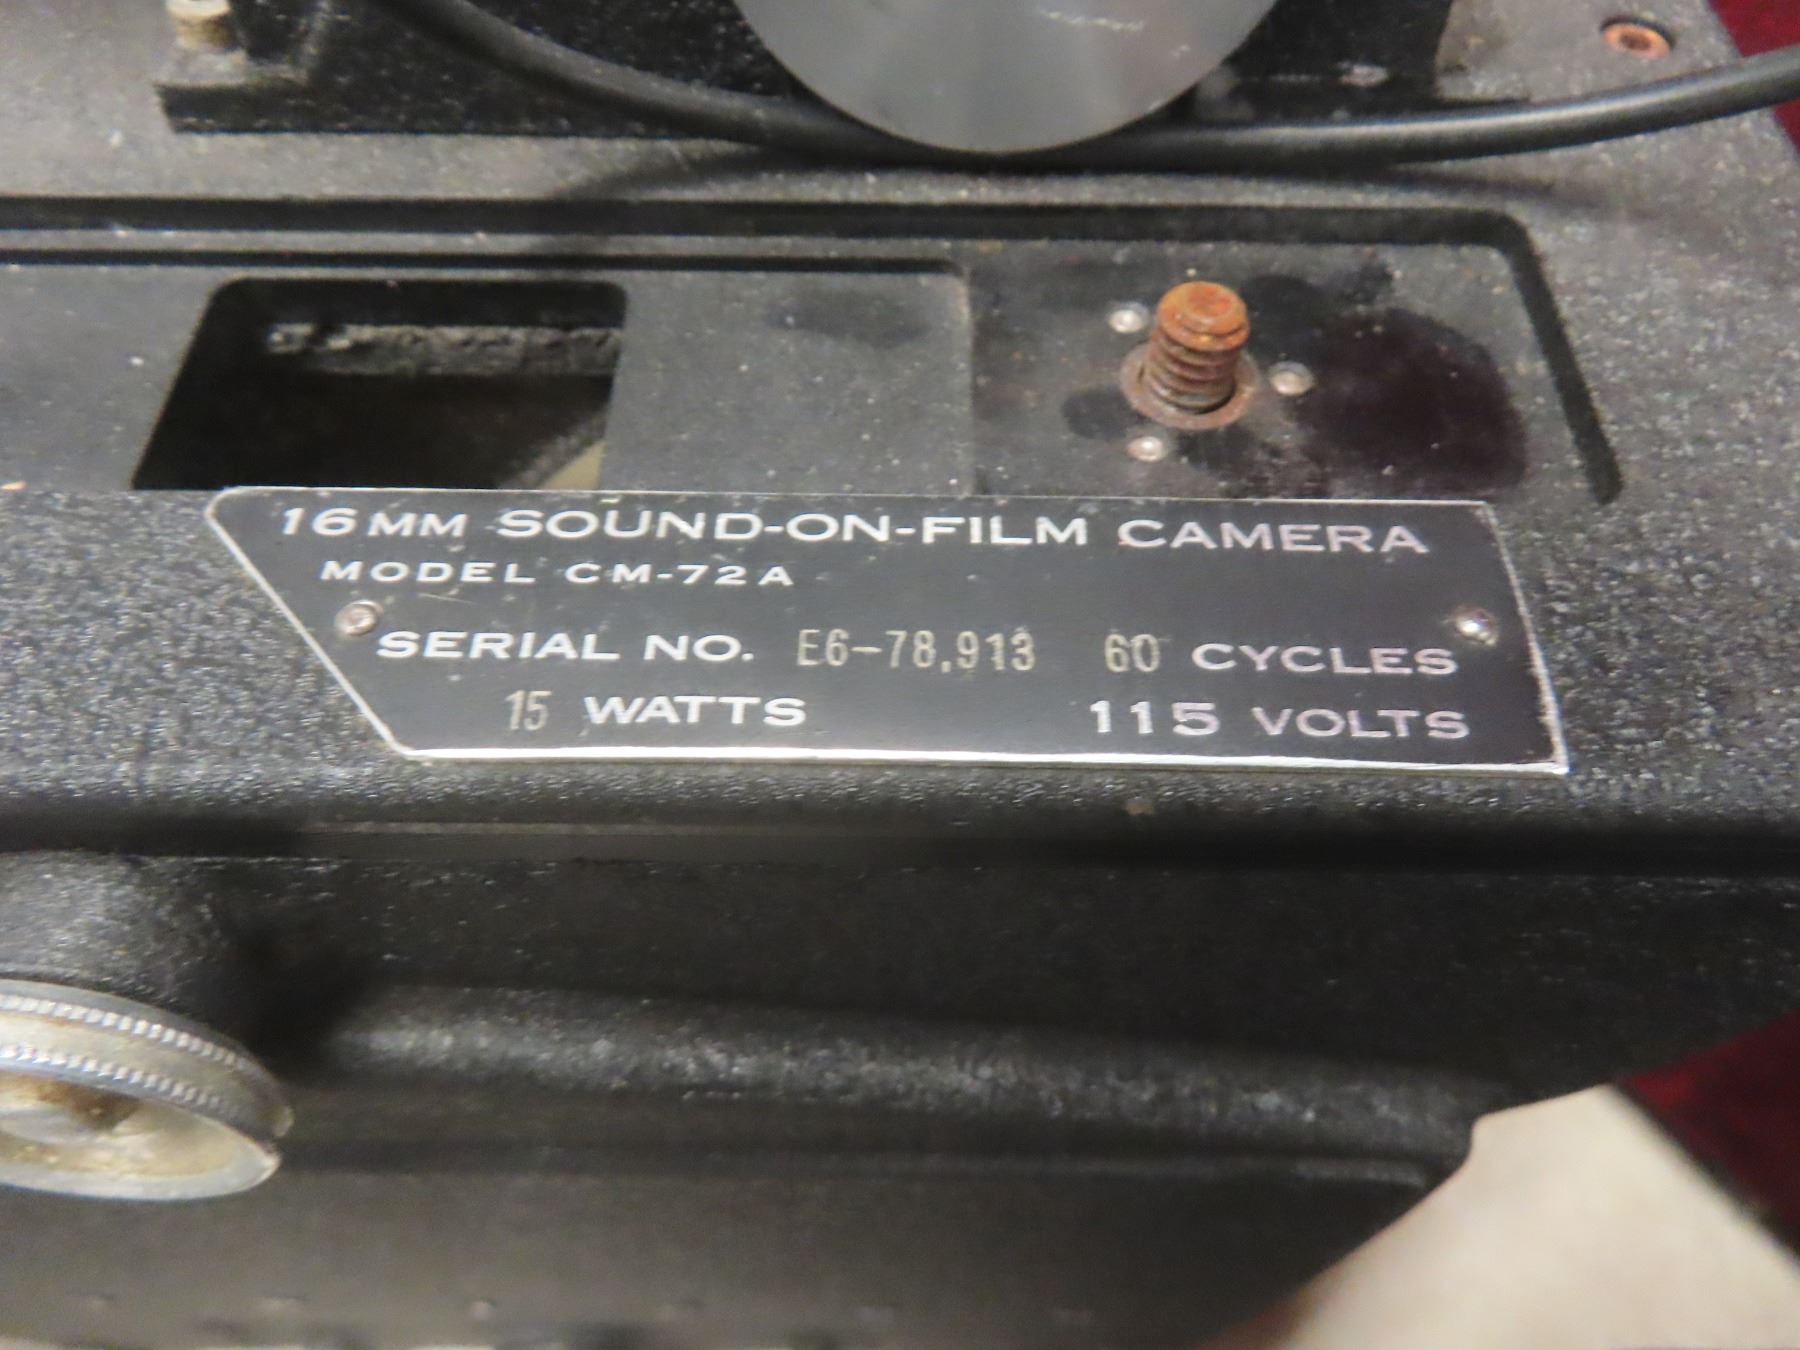 16MM SOUND-ON-FILM CAMERA
MODEL CM-72A
SERIAL NO. E6-78,913 60 CYCLES
15 WATTS 115 VOLTS